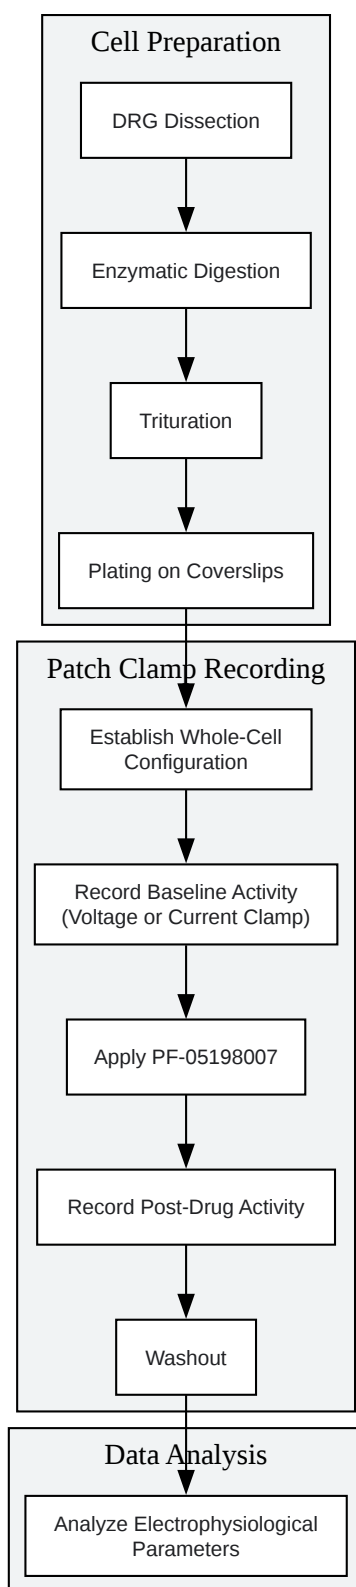 Cell Preparation
DRG Dissection
Enzymatic Digestion
Trituration
Plating on Coverslips
Patch Clamp Recording
Establish Whole-Cell
Configuration
Record Baseline Activity
(Voltage or Current Clamp)
Apply PF-05198007
Record Post-Drug Activity
Washout
Data Analysis
Analyze Electrophysiological
Parameters